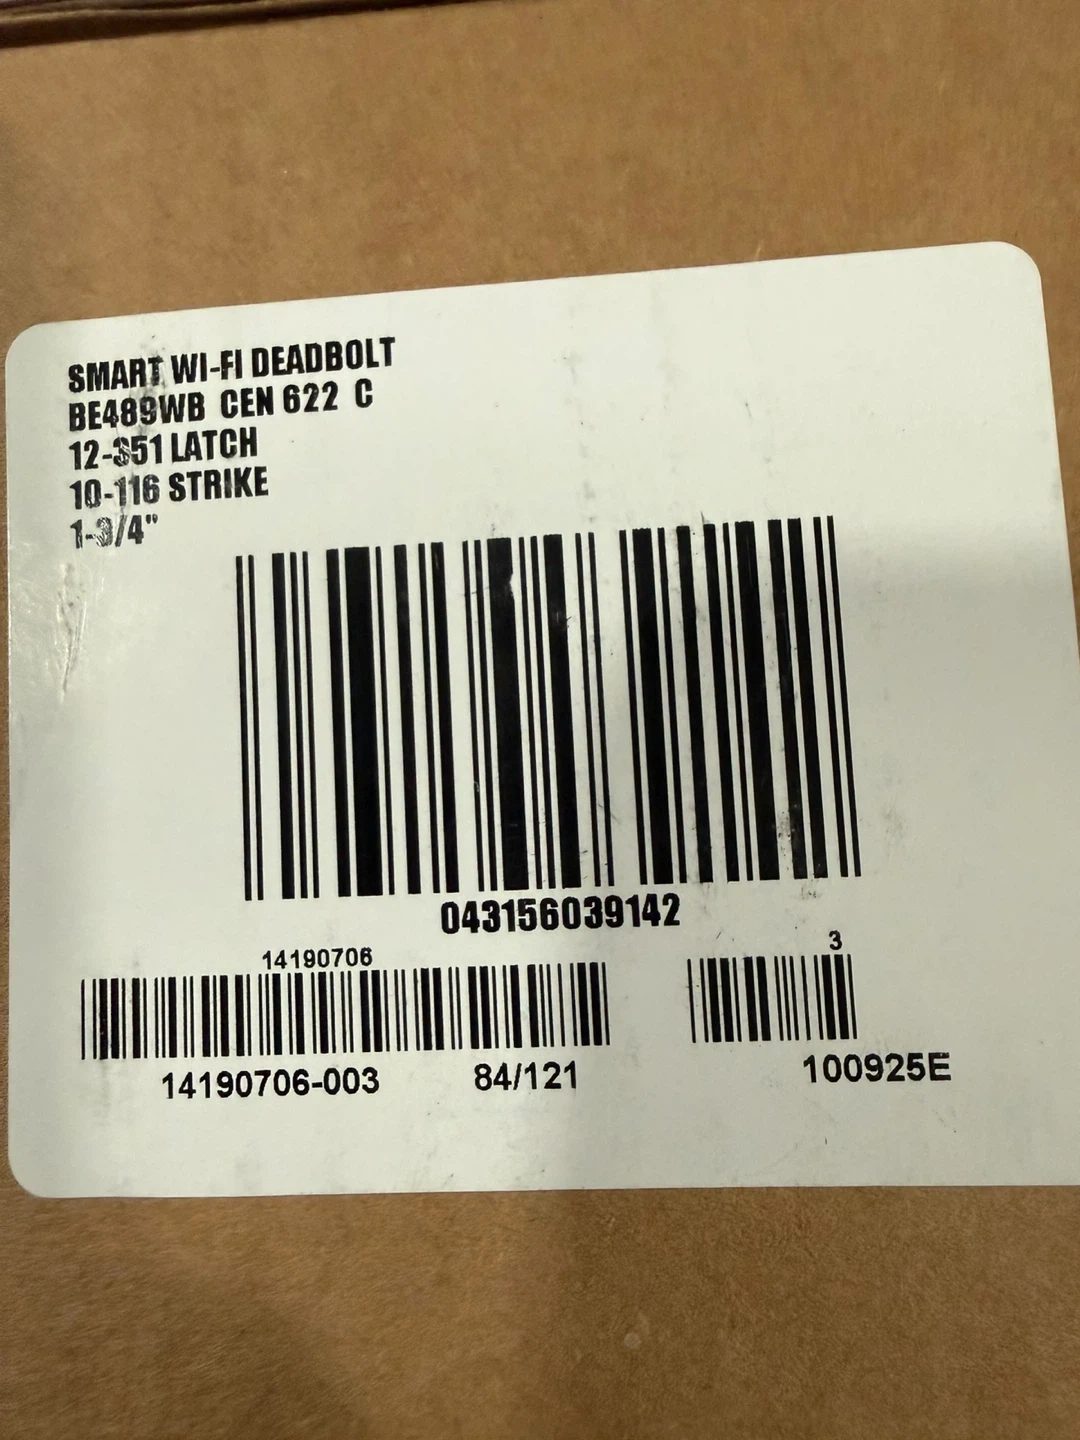 SMART WI-FI DEADBOLT
BE489WB CEN 622 C
12-351 LATCH
10-116 STRIKE
1-3/4"
043156039142
14190706
3
14190706-003 84/121 100925E